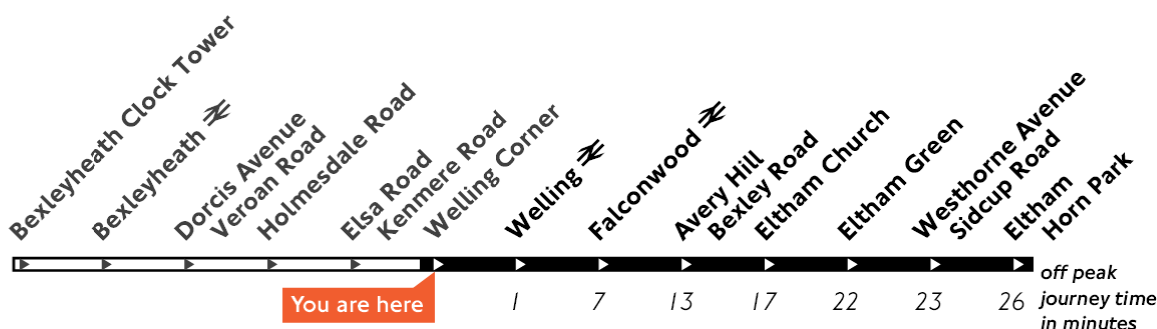 Bexleyheath Clock Tower
Bexleyheath
Dorcis Avenue
Veroan Road
Holmesdale Road
Elsa Road
Kenmere Road
Welling Corner
Welling
Falconwood
Avery Hill
Bexley Road
Eltham Church
Eltham Green
Westhorne Avenue
Sidcup Road
Eltham
Horn Park
You are here
1 7 13 17 22 23 26
off peak
journey time
in minutes